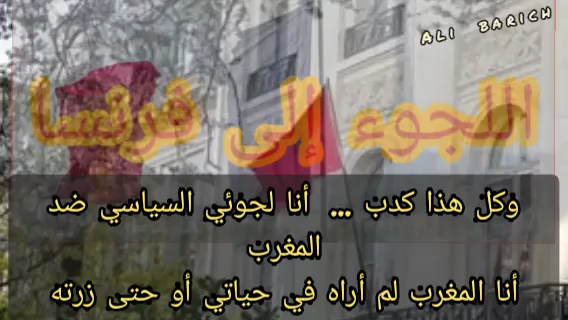 ALI BARICH
اللجوء إلى فرنسا
وكل هذا كدب ... أنا لجوئي السياسي ضد
المغرب
أنا المغرب لم أراه في حياتي أو حتى زرته